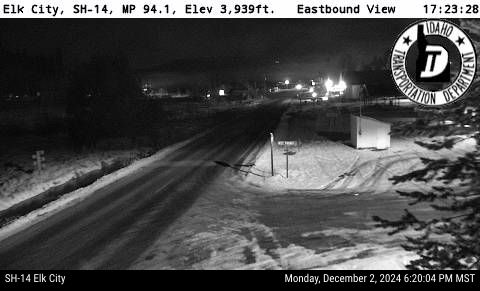 Elk City, SH-14, MP 94.1, Elev 3,939ft. Eastbound View 17:23:28
IDAHO
TRANSPORTATION DEPARTMENT
SH-14 Elk City
Monday, December 2, 2024 6:20:04 PM MST